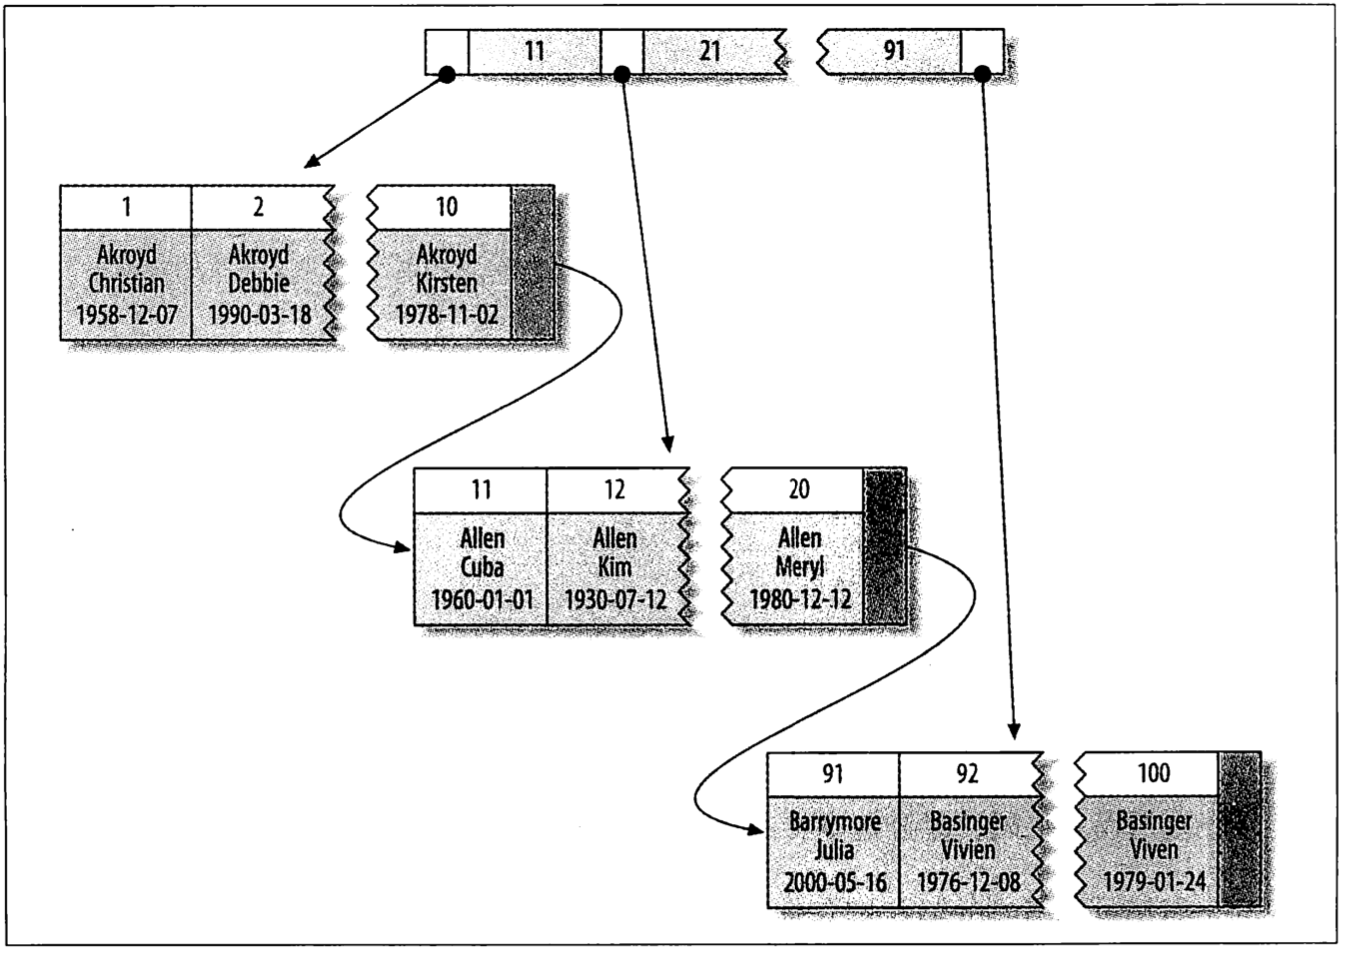 11 21 91
1 2 10
Akroyd Akroyd Akroyd
Christian Debbie Kirsten
1958-12-07 1990-03-18 1978-11-02
11 12 20
Allen Allen Allen
Cuba Kim Meryl
1960-01-01 1930-07-12 1980-12-12
91 92 100
Barrymore Basinger Basinger
Julia Vivien Viven
2000-05-16 1976-12-08 1979-01-24